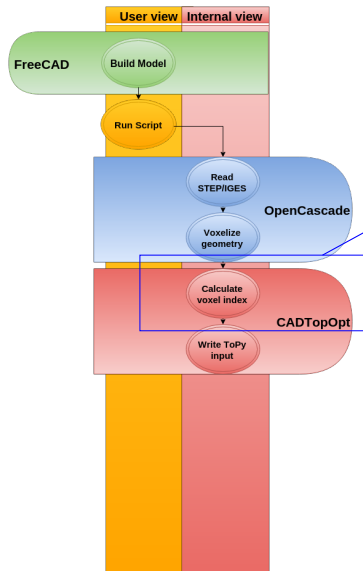 User view Internal view
FreeCAD
Build Model
Run Script
Read
STEP/IGES
OpenCascade
Voxelize
geometry
Calculate
voxel index
CADTopOpt
Write ToPy
input